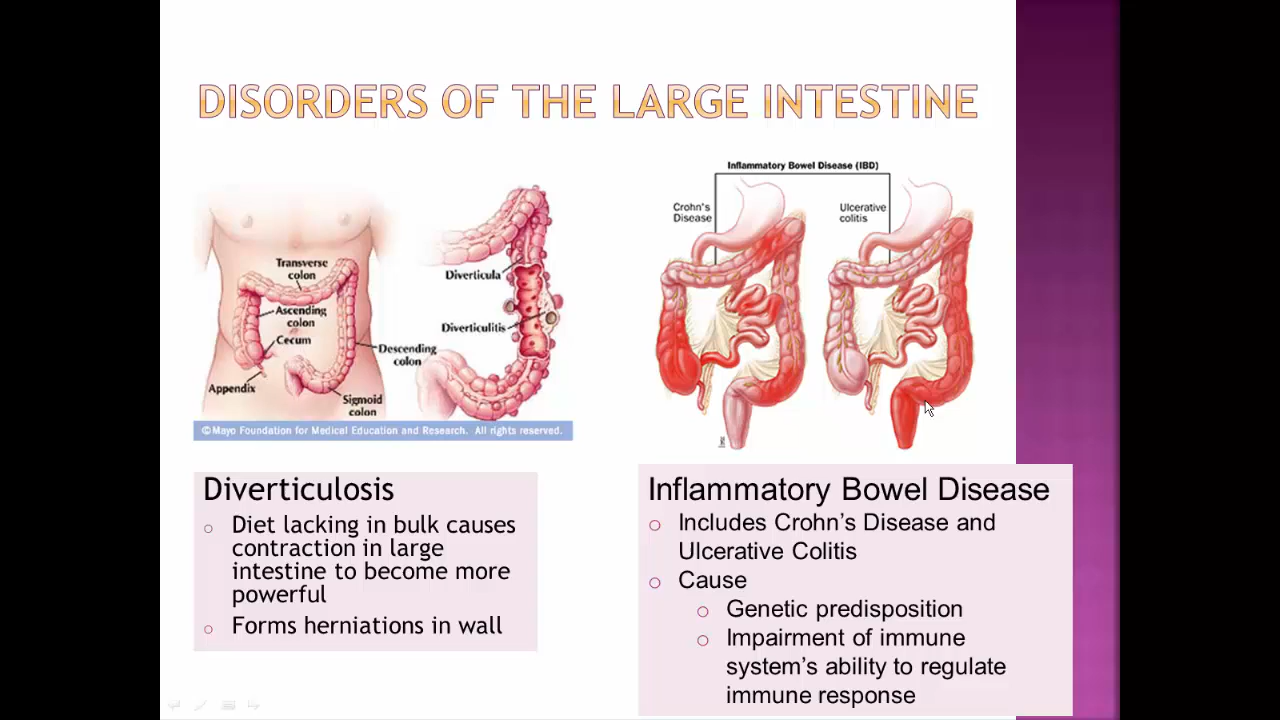 DISORDERS OF THE LARGE INTESTINE
Transverse
colon
Ascending
colon
Cecum
Appendix
Descending
colon
Sigmoid
colon
Diverticula
Diverticulitis
©Mayo Foundation for Medical Education and Research. All rights reserved.
Inflammatory Bowel Disease (IBD)
Crohn's
Disease
Ulcerative
colitis
Diverticulosis
Diet lacking in bulk causes
contraction in large
intestine to become more
powerful
Forms herniations in wall
Inflammatory Bowel Disease
Includes Crohn’s Disease and
Ulcerative Colitis
Cause
Genetic predisposition
Impairment of immune
system’s ability to regulate
immune response